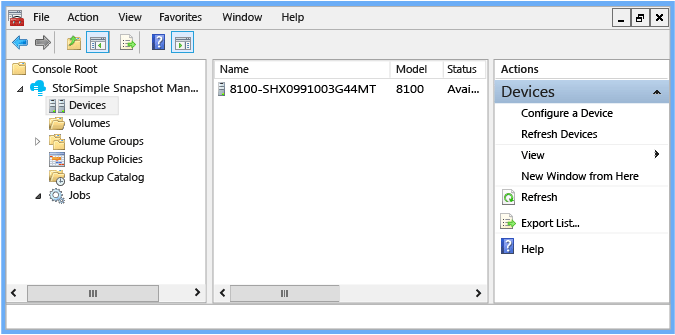 File Action View Favorites Window Help
Console Root
StorSimple Snapshot Man...
Devices
Volumes
Volume Groups
Backup Policies
Backup Catalog
Jobs
Name Model Status
8100-SHX0991003G44MT 8100 Avai...
Actions
Devices
Configure a Device
Refresh Devices
View
New Window from Here
Refresh
Export List...
Help